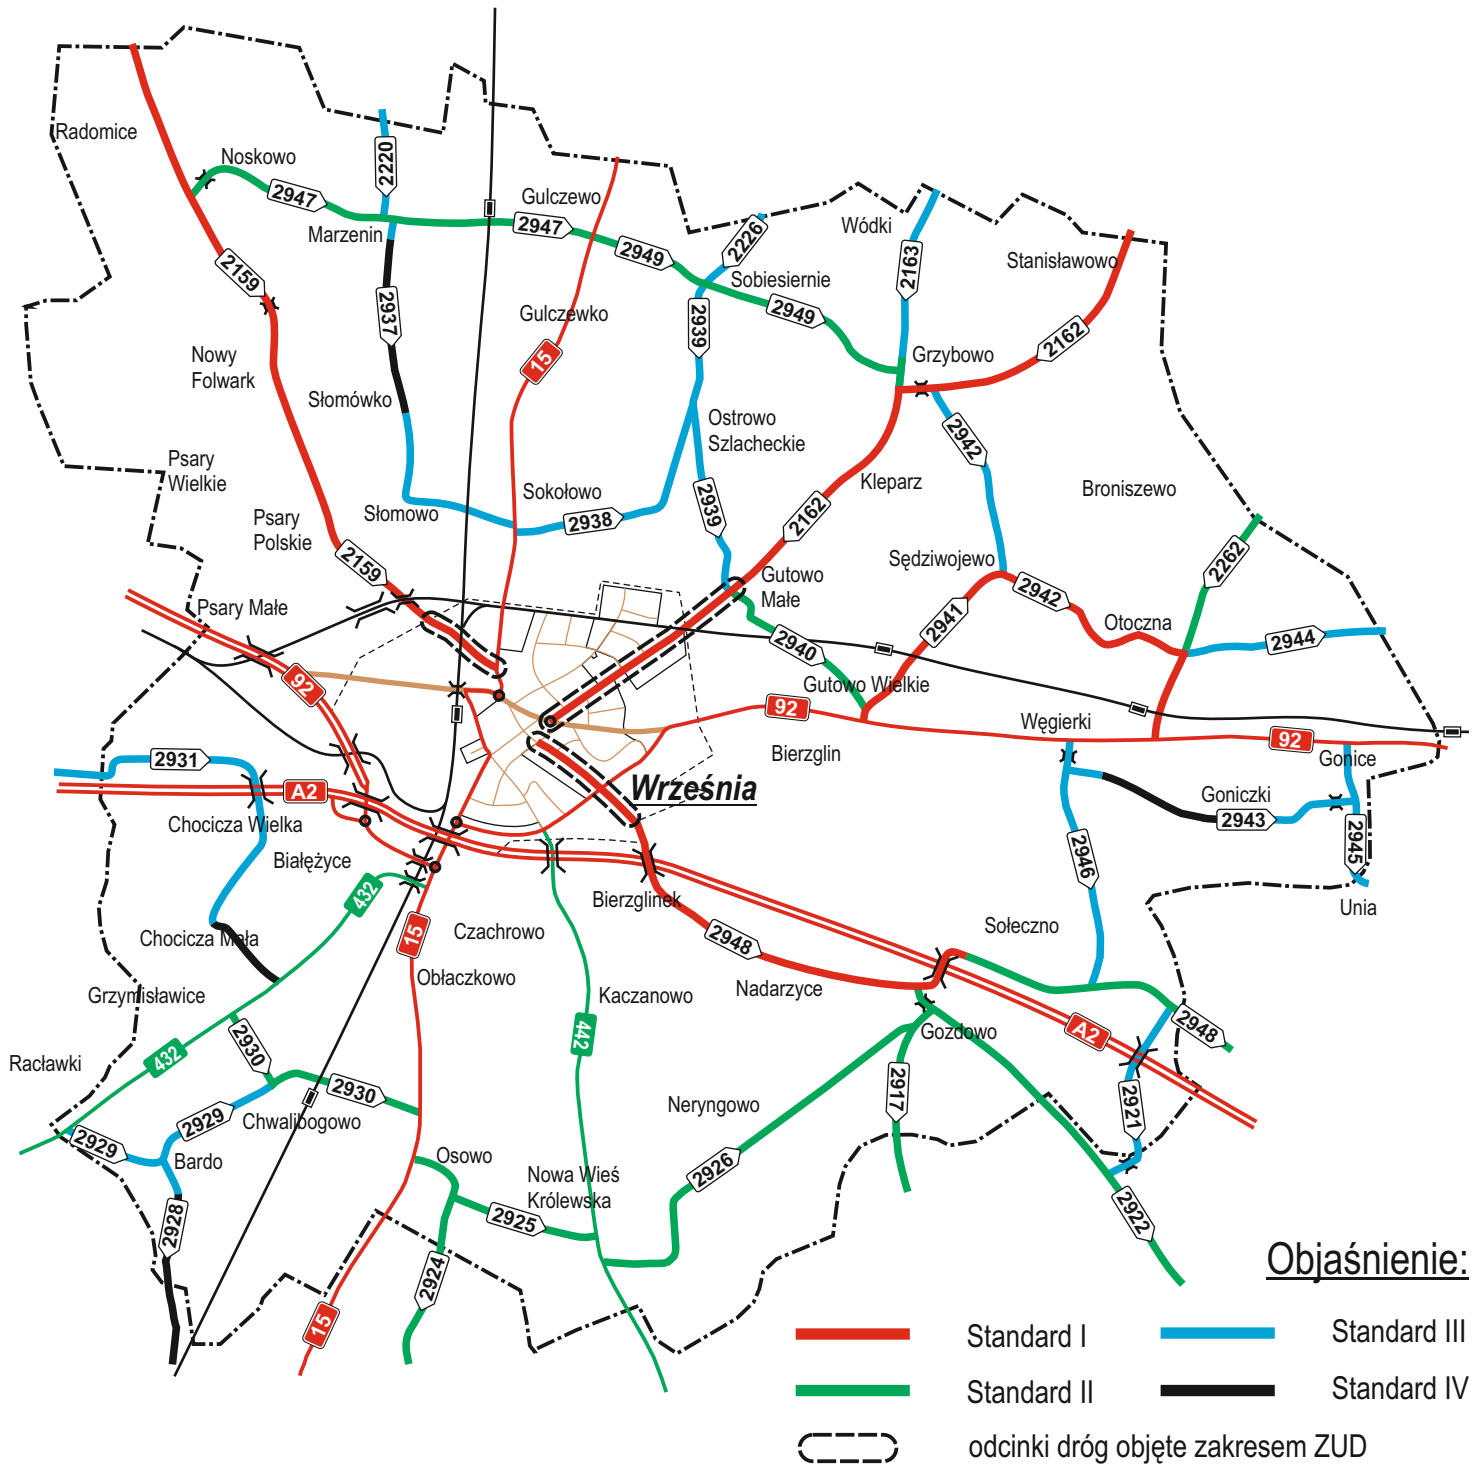 Radomice
Noskowo
2947
2220
Marzenin
Gulczewo
2947
2949
2226
Wódki
2163
Stanisławowo
2159
2937
Gulczewko
Sobiesiernie
2949
2939
Grzybowo
2162
Nowy
Folwark
15
Słomówko
Ostrowo
Szlacheckie
2942
Psary
Wielkie
Kleparz
Broniszewo
Sokołowo
Słomowo
2938
2939
2162
Psary
Polskie
2159
Sędziwojewo
2262
Gutowo
Małe
2942
Psary Małe
2941
Otoczna
2944
2940
92
Gutowo Wielkie
92
Węgierki
92
Bierzglin
Gonice
2931
A2
Września
Goniczki
2943
2945
Chocicza Wielka
Białężyce
2946
432
Bierzglinek
Unia
Chocicza Mała
15
Czachrowo
2948
Sołeczno
Obłaczkowo
Nadarzyce
Grzymisławice
Kaczanowo
442
Gozdowo
A2
2948
Racławki
432
2930
2930
2917
2921
2929
Chwalibogowo
Neryngowo
2929
Bardo
Osowo
Nowa Wieś
Królewska
2926
2928
2925
2922
2924
15
Objaśnienie:
Standard I
Standard III
Standard II
Standard IV
odcinki dróg objęte zakresem ZUD